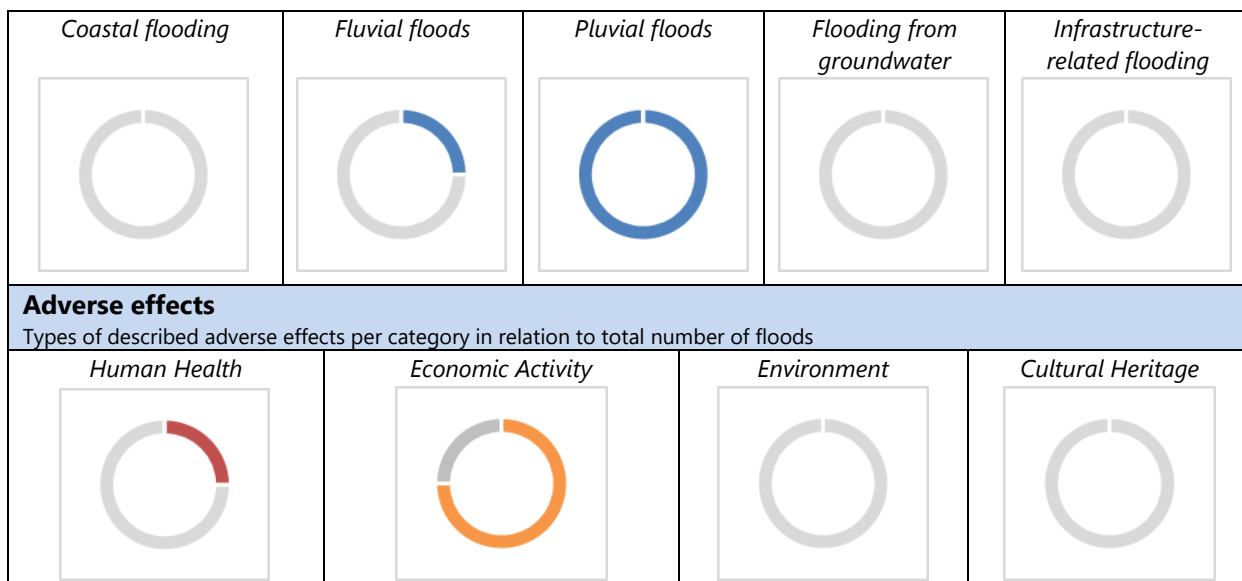 Coastal flooding
Fluvial floods
Pluvial floods
Flooding from
groundwater
Infrastructure-
related flooding
Adverse effects
Types of described adverse effects per category in relation to total number of floods
Human Health
Economic Activity
Environment
Cultural Heritage